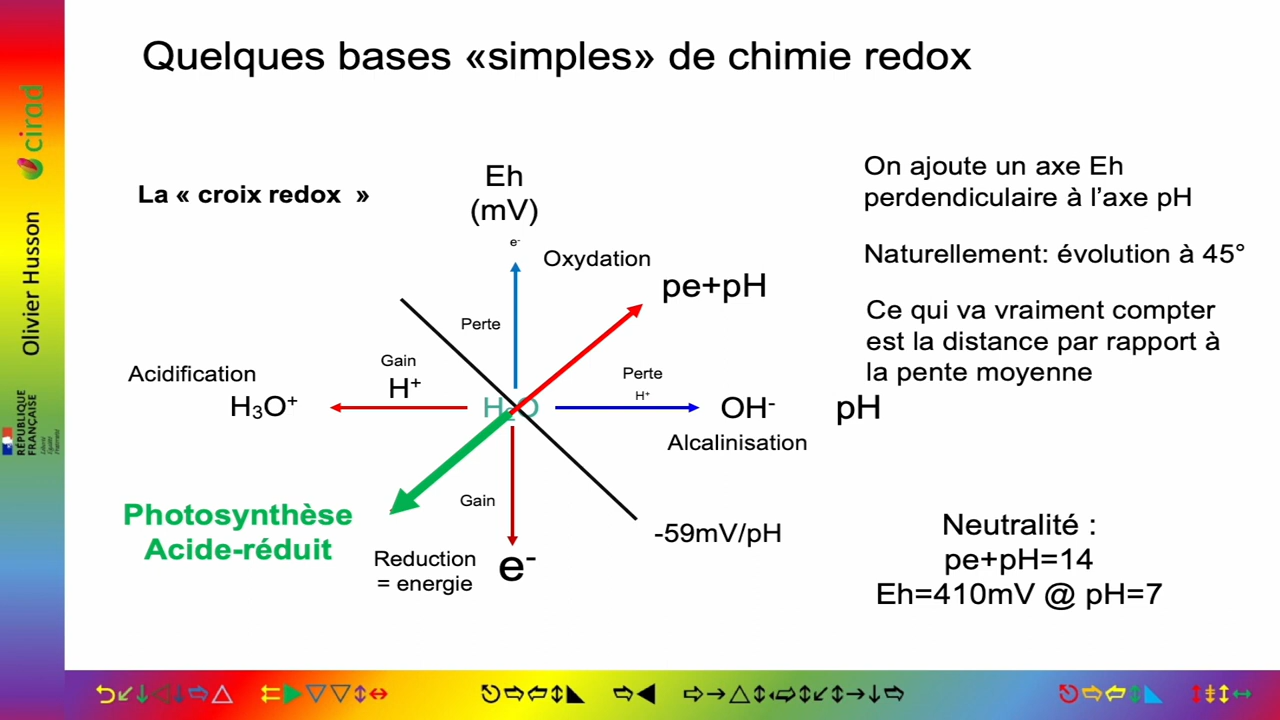 Quelques bases «simples» de chimie redox
cirad
Olivier Husson
RÉPUBLIQUE
FRANÇAISE
La « croix redox  »
Eh
(mV)
e-
Oxydation
pe+pH
Perte
Gain
H+
Acidification
H3O+
H2O
Perte
H+
OH-
pH
Alcalinisation
Photosynthèse
Acide-réduit
Gain
Reduction
= energie
e-
-59mV/pH
On ajoute un axe Eh
perdendiculaire à l’axe pH
Naturellement: évolution à 45°
Ce qui va vraiment compter
est la distance par rapport à
la pente moyenne
Neutralité :
pe+pH=14
Eh=410mV @ pH=7